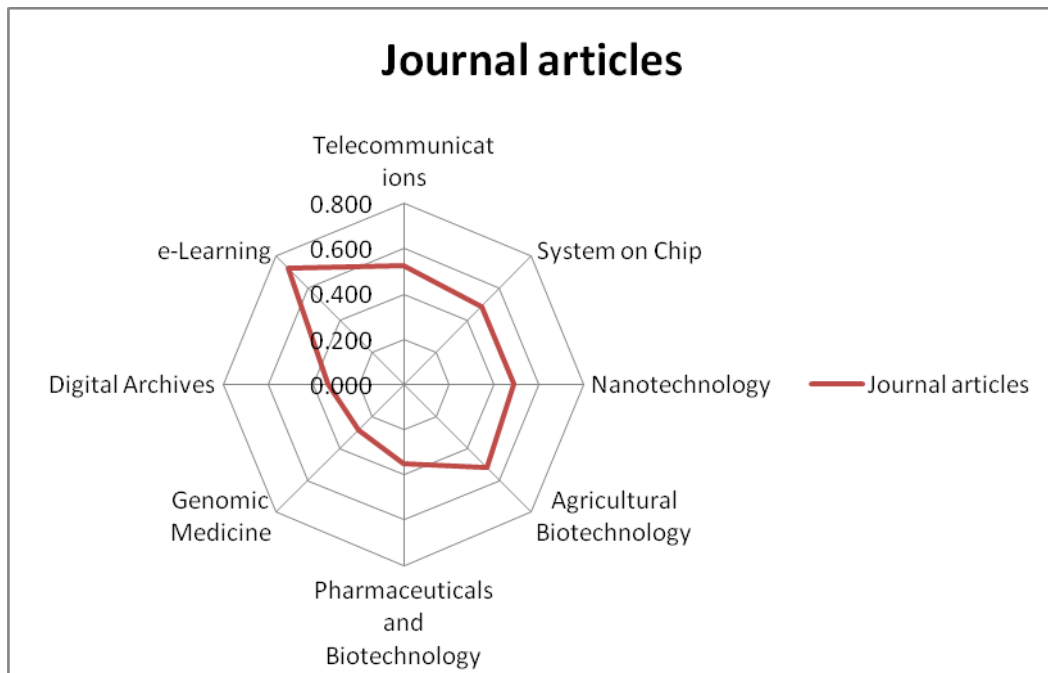 Journal articles
Telecommunicat
ions
0.800
0.600
0.400
0.200
0.000
System on Chip
Nanotechnology
Agricultural
Biotechnology
Pharmaceuticals
and
Biotechnology
Genomic
Medicine
Digital Archives
e-Learning
Journal articles